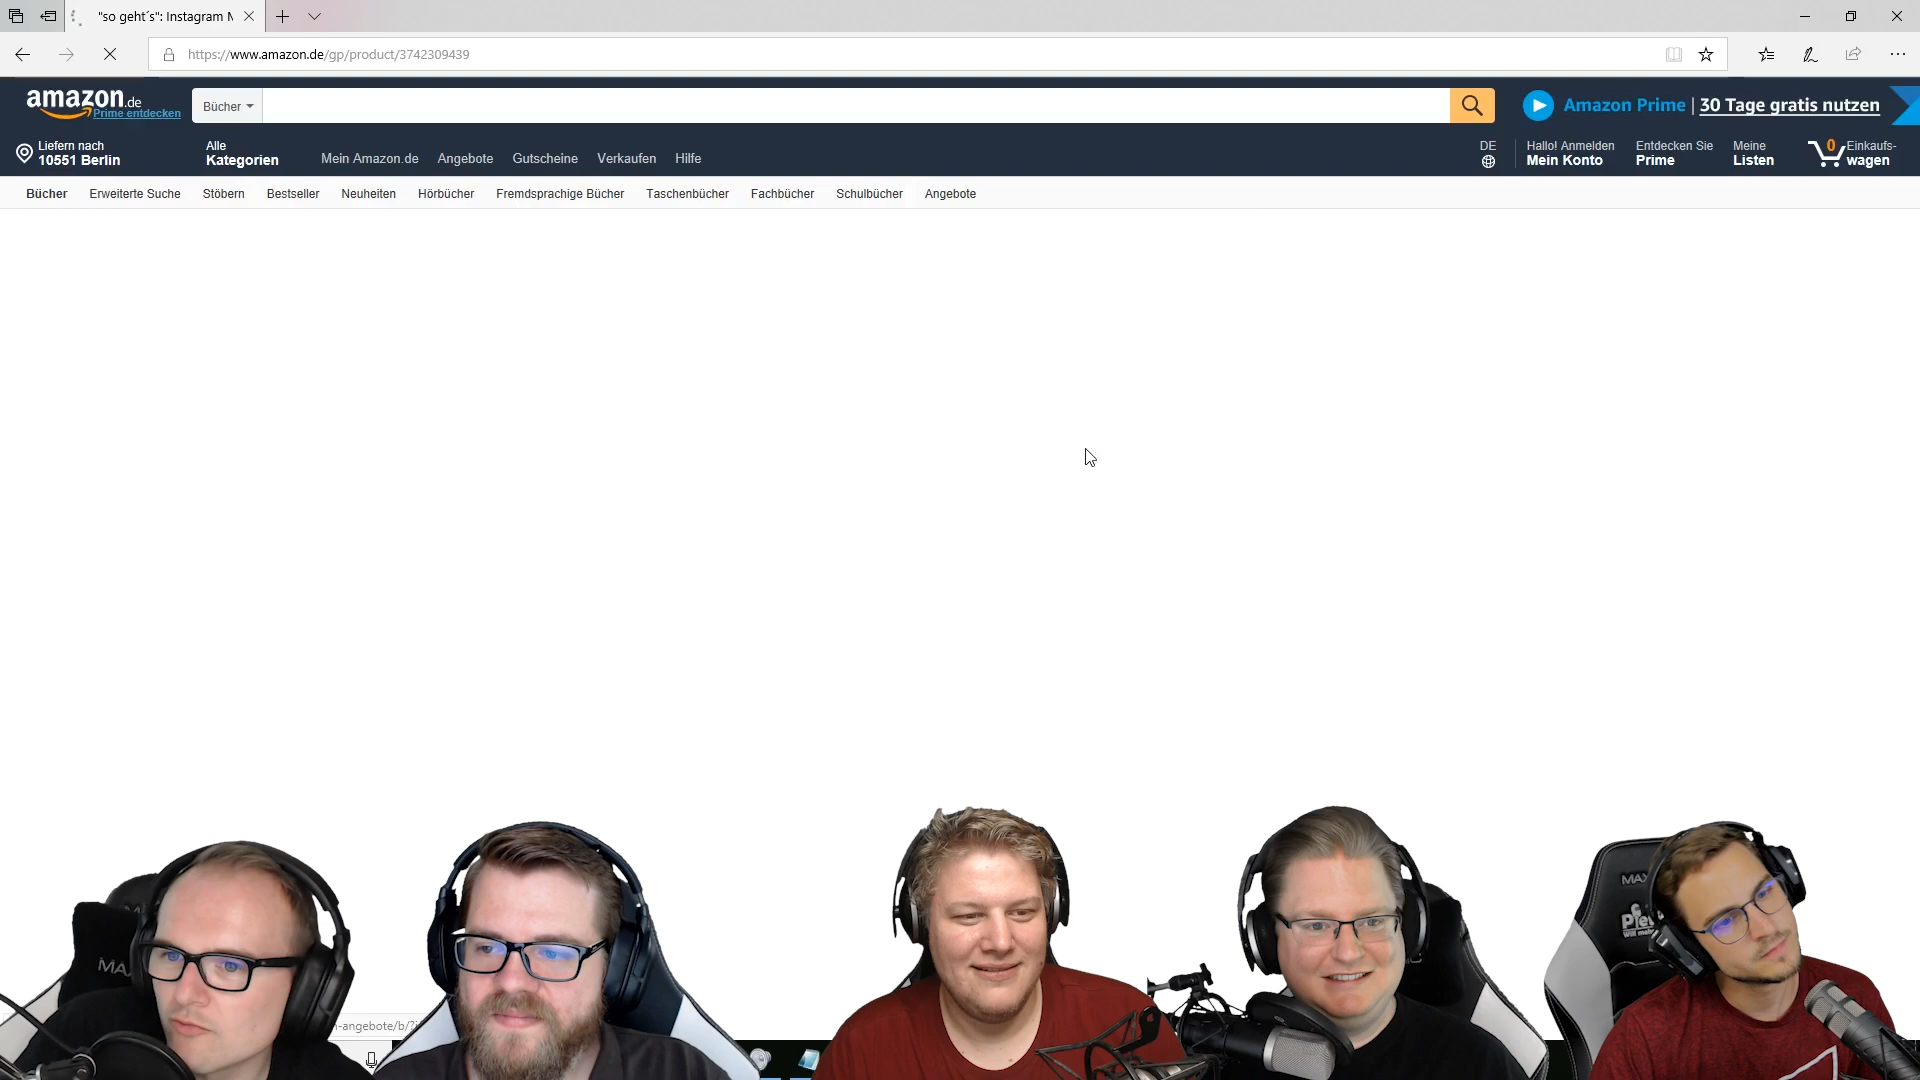 "so geht´s": Instagram M
https://www.amazon.de/gp/product/3742309439
amazon.de
Prime entdecken
Bücher
Amazon Prime | 30 Tage gratis nutzen
Liefern nach
10551 Berlin
Alle
Kategorien
Mein Amazon.de
Angebote
Gutscheine
Verkaufen
Hilfe
DE
Hallo! Anmelden
Mein Konto
Entdecken Sie
Prime
Meine
Listen
0
Einkaufs-
wagen
Bücher
Erweiterte Suche
Stöbern
Bestseller
Neuheiten
Hörbücher
Fremdsprachige Bücher
Taschenbücher
Fachbücher
Schulbücher
Angebote
-angebote/b/?i